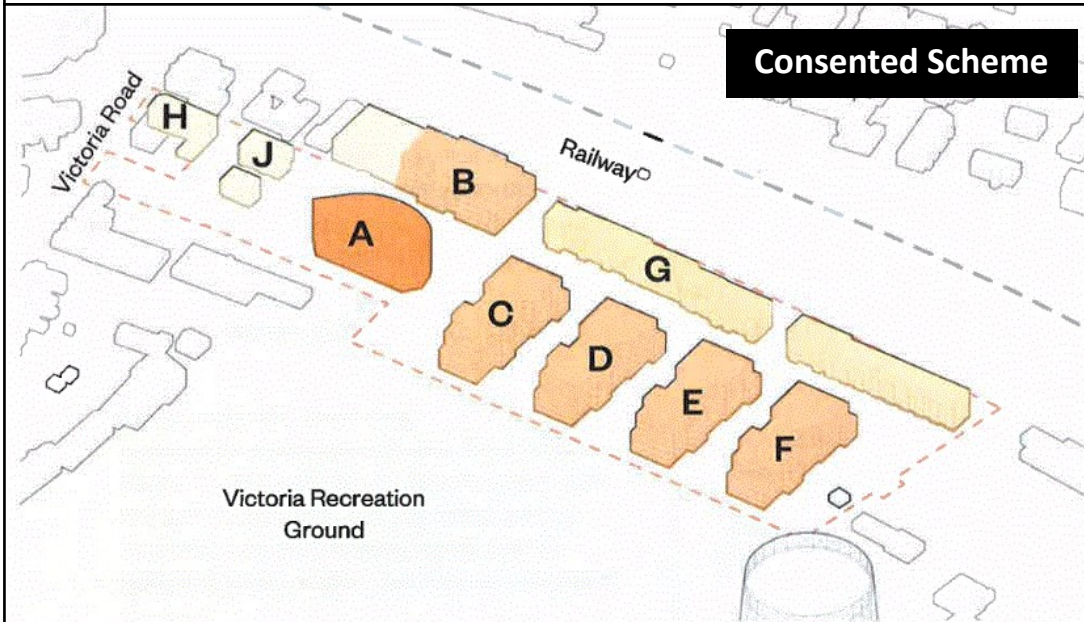 Consented Scheme
Victoria Road
H
J
B
Railway
A
G
C
D
E
F
Victoria Recreation
Ground